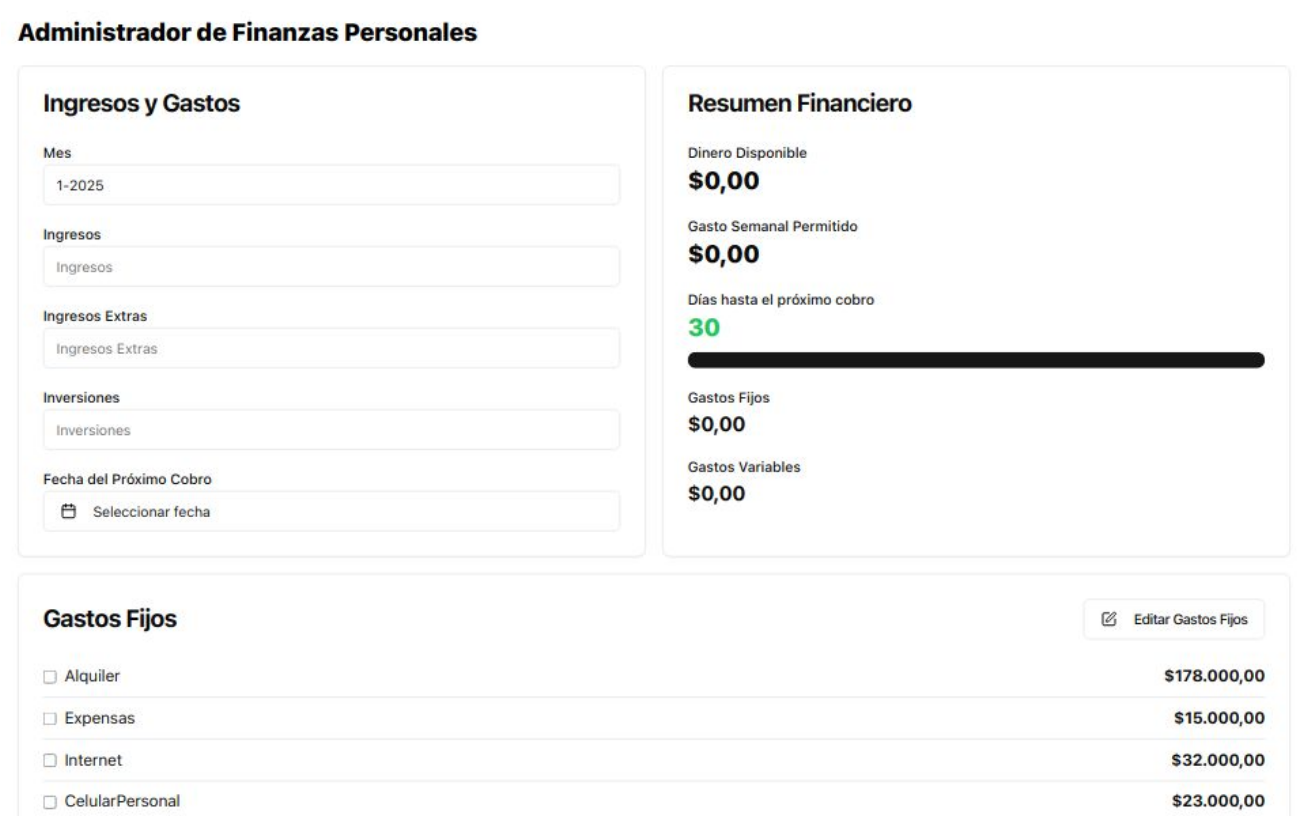 Administrador de Finanzas Personales
Ingresos y Gastos
Mes
1-2025
Ingresos
Ingresos
Ingresos Extras
Ingresos Extras
Inversiones
Inversiones
Fecha del Próximo Cobro
Seleccionar fecha
Resumen Financiero
Dinero Disponible
$0,00
Gasto Semanal Permitido
$0,00
Días hasta el próximo cobro
30
Gastos Fijos
$0,00
Gastos Variables
$0,00
Gastos Fijos
Editar Gastos Fijos
Alquiler $178.000,00
Expensas $15.000,00
Internet $32.000,00
CelularPersonal $23.000,00